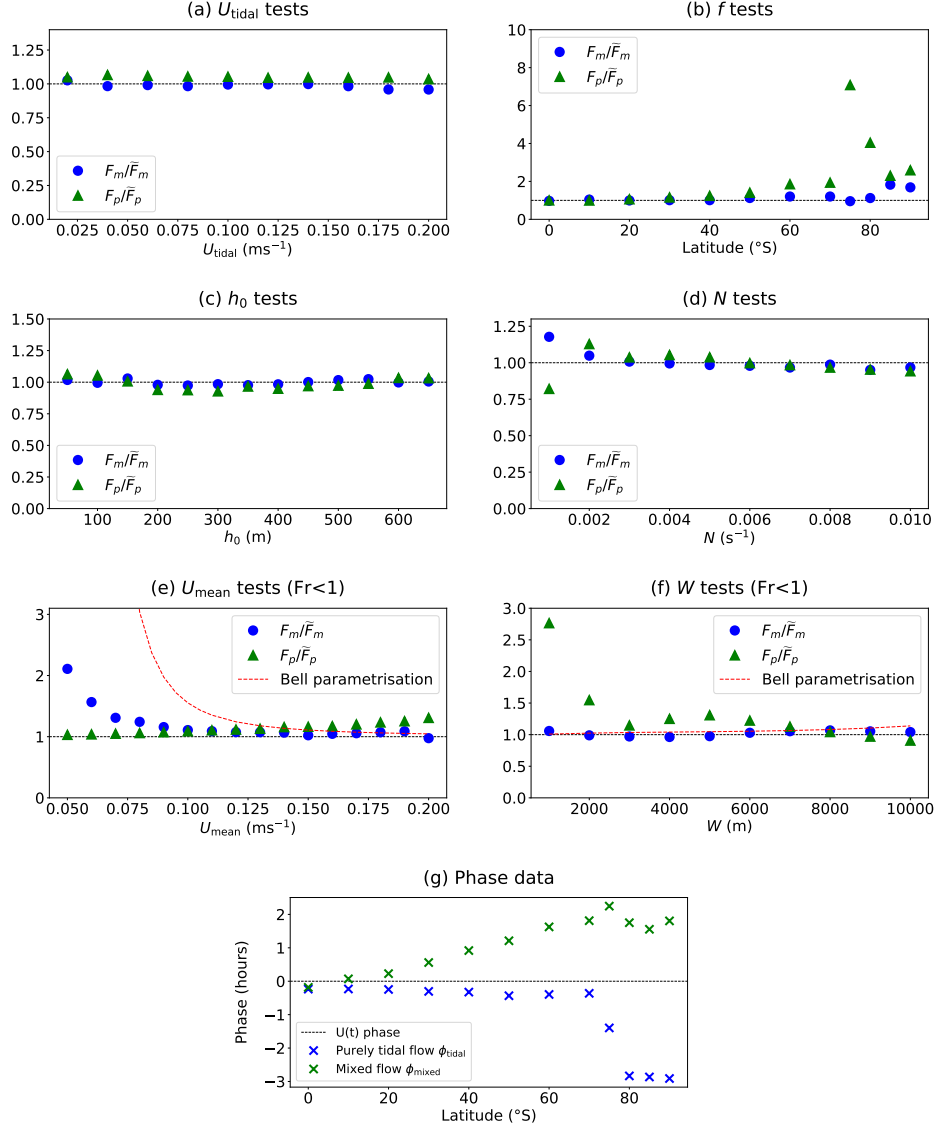 (a) U_tidal tests
1.25
1.00
0.75
0.50
0.25
0.00
F_m/F̃_m
F_p/F̃_p
0.025 0.050 0.075 0.100 0.125 0.150 0.175 0.200
U_tidal (ms⁻¹)
(b) f tests
10
8
6
4
2
0
F_m/F̃_m
F_p/F̃_p
0 20 40 60 80
Latitude (°S)
(c) h₀ tests
1.50
1.25
1.00
0.75
0.50
0.25
0.00
F_m/F̃_m
F_p/F̃_p
100 200 300 400 500 600
h₀ (m)
(d) N tests
1.25
1.00
0.75
0.50
0.25
0.00
F_m/F̃_m
F_p/F̃_p
0.002 0.004 0.006 0.008 0.010
N (s⁻¹)
(e) U_mean tests (Fr<1)
3
2
1
0
F_m/F̃_m
F_p/F̃_p
Bell parametrisation
0.050 0.075 0.100 0.125 0.150 0.175 0.200
U_mean (ms⁻¹)
(f) W tests (Fr<1)
3.0
2.5
2.0
1.5
1.0
0.5
0.0
F_m/F̃_m
F_p/F̃_p
Bell parametrisation
2000 4000 6000 8000 10000
W (m)
(g) Phase data
Phase (hours)
2
1
0
−1
−2
−3
U(t) phase
Purely tidal flow ϕ_tidal
Mixed flow ϕ_mixed
0 20 40 60 80
Latitude (°S)